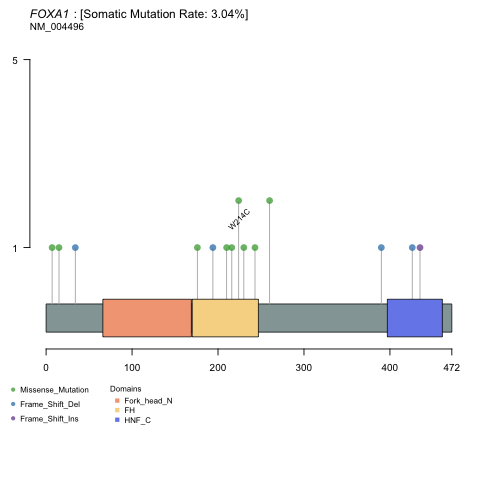 FOXA1 : [Somatic Mutation Rate: 3.04%]
NM_004496
5
1
W214C
0 100 200 300 400 472
Missense_Mutation
Frame_Shift_Del
Frame_Shift_Ins
Domains
Fork_head_N
FH
HNF_C